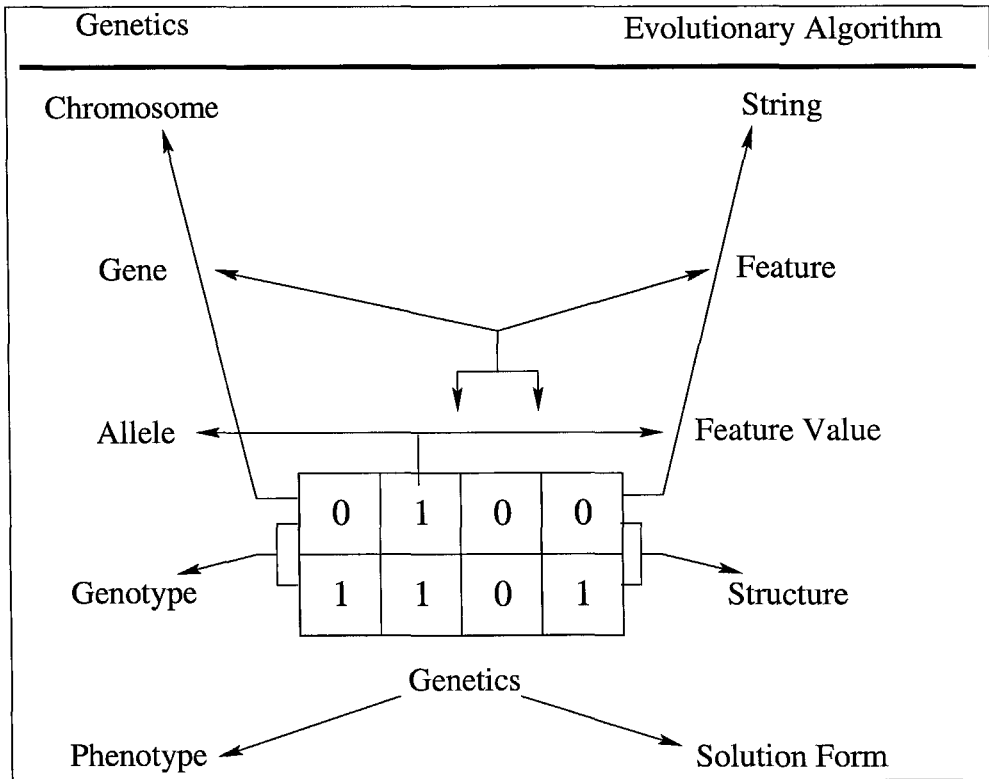 Genetics Evolutionary Algorithm
Chromosome String
Gene Feature
Allele Feature Value
0 1 0 0
Genotype 1 1 0 1 Structure
Genetics
Phenotype Solution Form